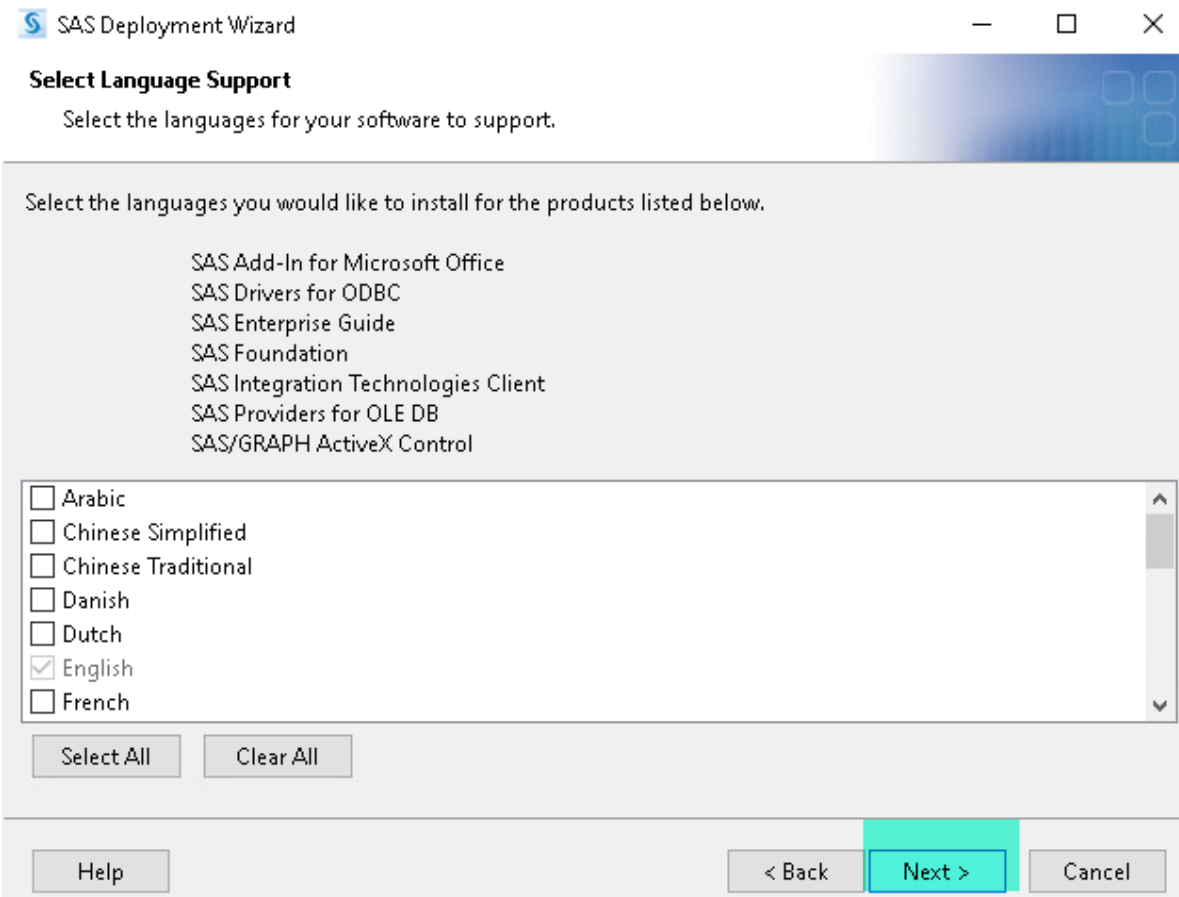 SAS Deployment Wizard
Select Language Support
Select the languages for your software to support.
Select the languages you would like to install for the products listed below.
SAS Add-In for Microsoft Office
SAS Drivers for ODBC
SAS Enterprise Guide
SAS Foundation
SAS Integration Technologies Client
SAS Providers for OLE DB
SAS/GRAPH ActiveX Control
Arabic
Chinese Simplified
Chinese Traditional
Danish
Dutch
English
French
Select All Clear All
Help < Back Next > Cancel